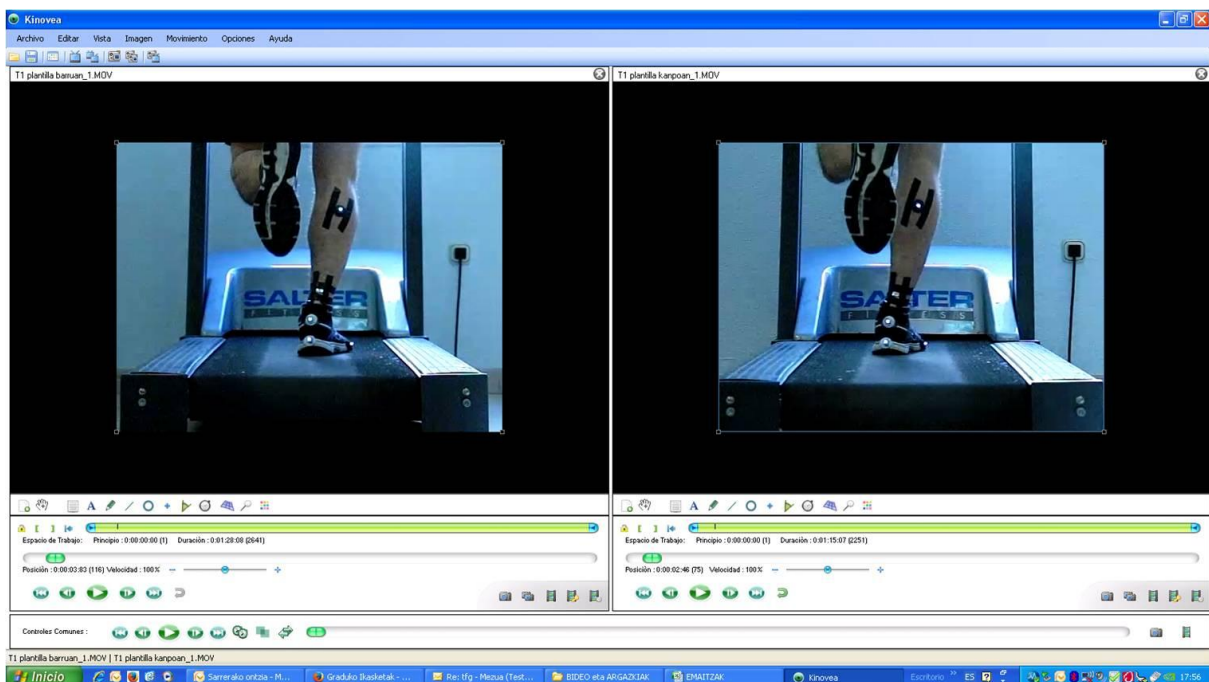 Kinovea
Archivo Editar Vista Imagen Movimiento Opciones Ayuda
T1 plantilla barruan_1.MOV
T1 plantilla kanpoan_1.MOV
SALTER
FITNESS
SALTER
FITNESS
Espacio de Trabajo: Principio : 0:00:00:00 (1) Duración : 0:01:28:08 (2641)
Posición : 0:00:03:83 (116) Velocidad : 100%
Espacio de Trabajo: Principio : 0:00:00:00 (1) Duración : 0:01:15:07 (2251)
Posición : 0:00:02:46 (75) Velocidad : 100%
Controles Comunes :
T1 plantilla barruan_1.MOV | T1 plantilla kanpoan_1.MOV
Inicio Sarrerako ontzia - M... Graduko Ikasketak - ... Re: tfg - Mezua (Test... BIDEO eta ARGAZKIAK EMAITZAK Kinovea Escritorio » ES 17:56